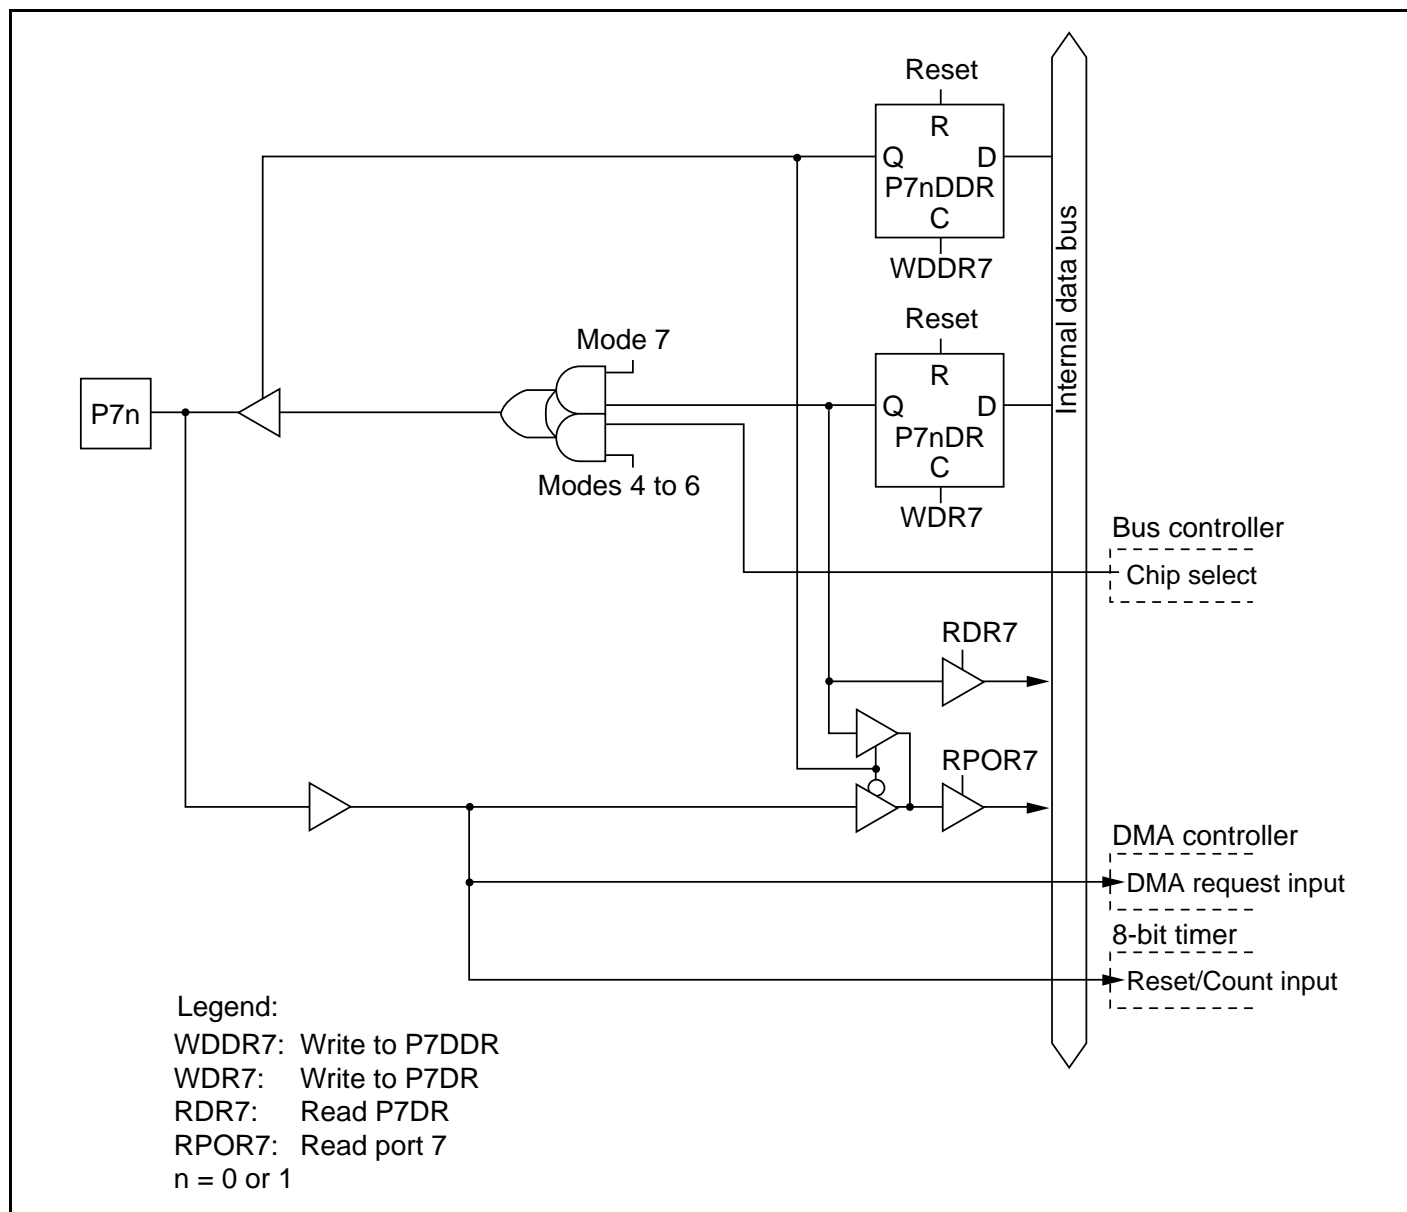 Reset
R
Q D
P7nDDR
C
WDDR7
Internal data bus
Reset
Mode 7
R
P7n
Q D
P7nDR
C
Modes 4 to 6
WDR7
Bus controller
Chip select
RDR7
RPOR7
DMA controller
DMA request input
8-bit timer
Reset/Count input
Legend:
WDDR7: Write to P7DDR
WDR7: Write to P7DR
RDR7: Read P7DR
RPOR7: Read port 7
n = 0 or 1